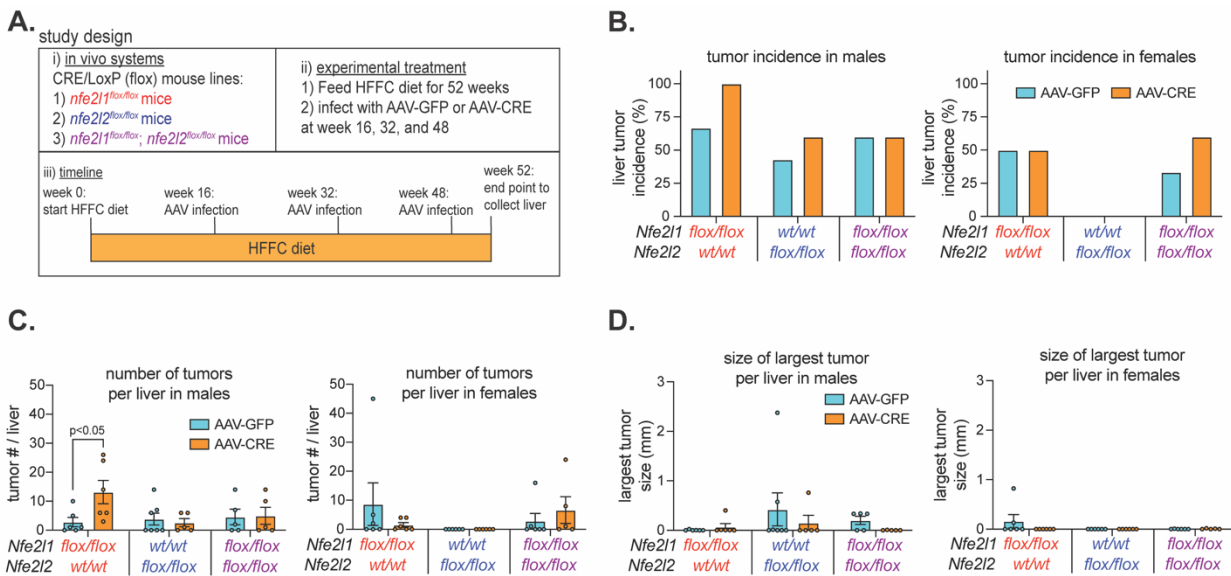 A.
study design
i) in vivo systems
CRE/LoxP (flox) mouse lines:
1) nfe2l1flox/flox mice
2) nfe2l2flox/flox mice
3) nfe2l1flox/flox; nfe2l2flox/flox mice
ii) experimental treatment
1) Feed HFFC diet for 52 weeks
2) infect with AAV-GFP or AAV-CRE
at week 16, 32, and 48
iii) timeline
week 0:
start HFFC diet
week 16:
AAV infection
week 32:
AAV infection
week 48:
AAV infection
week 52:
end point to
collect liver
HFFC diet
B.
tumor incidence in males
liver tumor
incidence (%)
100
75
50
25
0
Nfe2l1 flox/flox wt/wt flox/flox
Nfe2l2 wt/wt flox/flox flox/flox
tumor incidence in females
AAV-GFP
AAV-CRE
liver tumor
incidence (%)
100
75
50
25
0
flox/flox wt/wt flox/flox
wt/wt flox/flox flox/flox
C.
number of tumors
per liver in males
AAV-GFP
AAV-CRE
p<0.05
tumor # / liver
50
40
30
20
10
0
Nfe2l1 flox/flox wt/wt flox/flox
Nfe2l2 wt/wt flox/flox flox/flox
number of tumors
per liver in females
50
40
30
20
10
0
flox/flox wt/wt flox/flox
wt/wt flox/flox flox/flox
D.
size of largest tumor
per liver in males
AAV-GFP
AAV-CRE
largest tumor
size (mm)
3
2
1
0
Nfe2l1 flox/flox wt/wt flox/flox
Nfe2l2 wt/wt flox/flox flox/flox
size of largest tumor
per liver in females
largest tumor
size (mm)
3
2
1
0
flox/flox wt/wt flox/flox
wt/wt flox/flox flox/flox